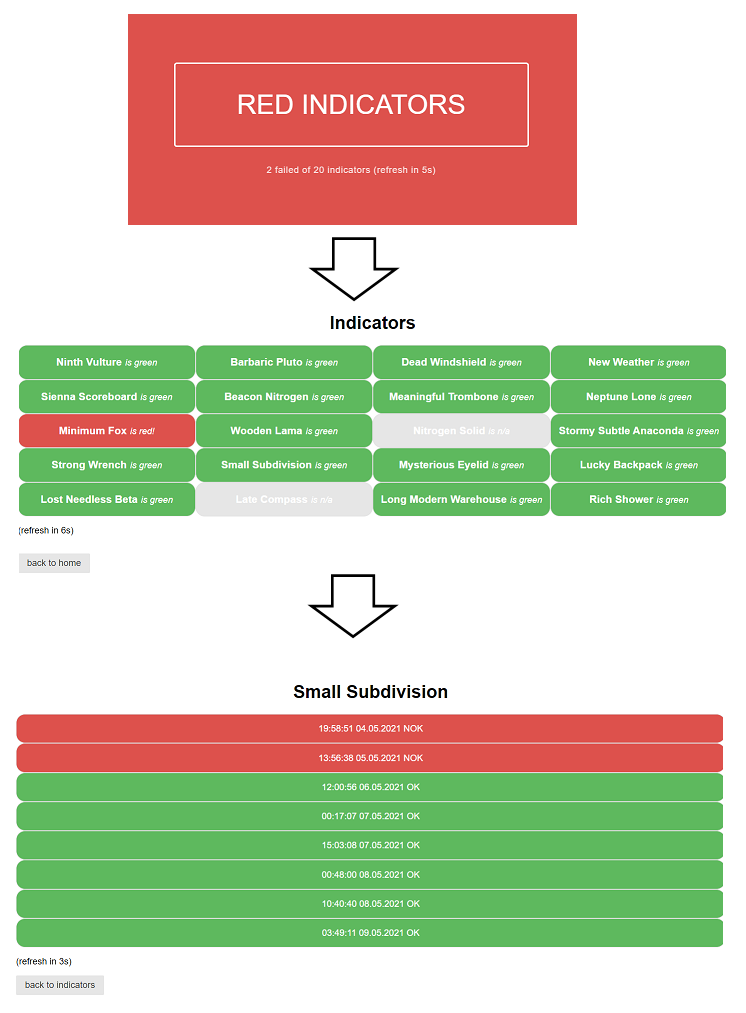 RED INDICATORS
2 failed of 20 indicators (refresh in 5s)
Indicators
Ninth Vulture is green
Barbaric Pluto is green
Dead Windshield is green
New Weather is green
Sienna Scoreboard is green
Beacon Nitrogen is green
Meaningful Trombone is green
Neptune Lone is green
Minimum Fox is red!
Wooden Lama is green
Nitrogen Solid is n/a
Stormy Subtle Anaconda is green
Strong Wrench is green
Small Subdivision is green
Mysterious Eyelid is green
Lucky Backpack is green
Lost Needless Beta is green
Late Compass is n/a
Long Modern Warehouse is green
Rich Shower is green
(refresh in 6s)
back to home
Small Subdivision
19:58:51 04.05.2021 NOK
13:56:38 05.05.2021 NOK
12:00:56 06.05.2021 OK
00:17:07 07.05.2021 OK
15:03:08 07.05.2021 OK
00:48:00 08.05.2021 OK
10:40:40 08.05.2021 OK
03:49:11 09.05.2021 OK
(refresh in 3s)
back to indicators